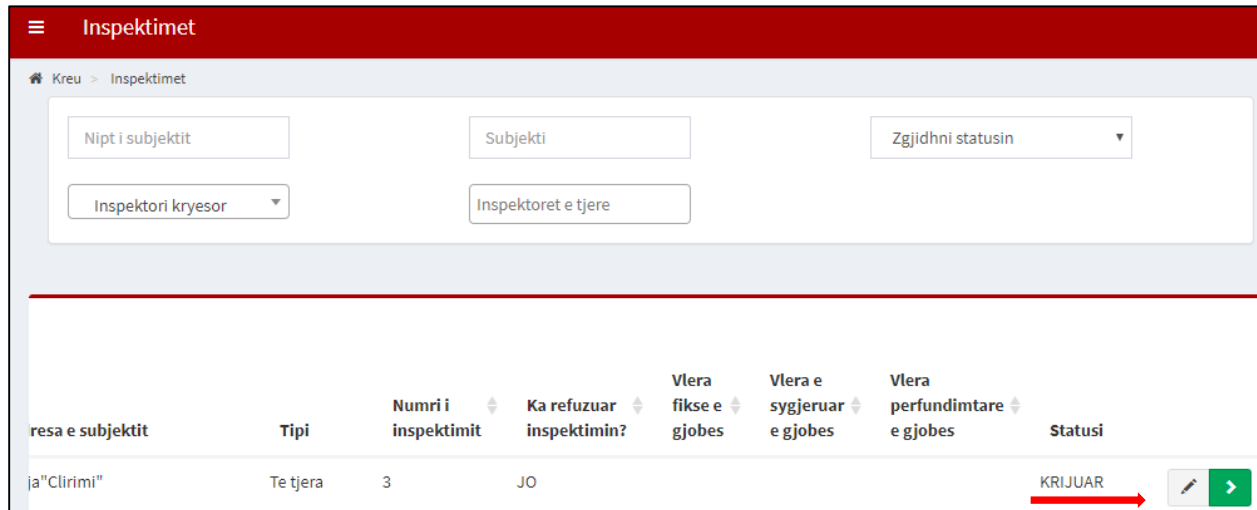 Inspektimet
Kreu > Inspektimet
Nipt i subjektit
Subjekti
Zgjidhni statusin
Inspektori kryesor
Inspektoret e tjere
resa e subjektit
Tipi
Numri i
inspektimit
Ka refuzuar
inspektimin?
Vlera
fikse e
gjobes
Vlera e
sygjeruar
e gjobes
Vlera
perfundimtare
e gjobes
Statusi
ja"Clirimi"
Te tjera
3
JO
KRIJUAR